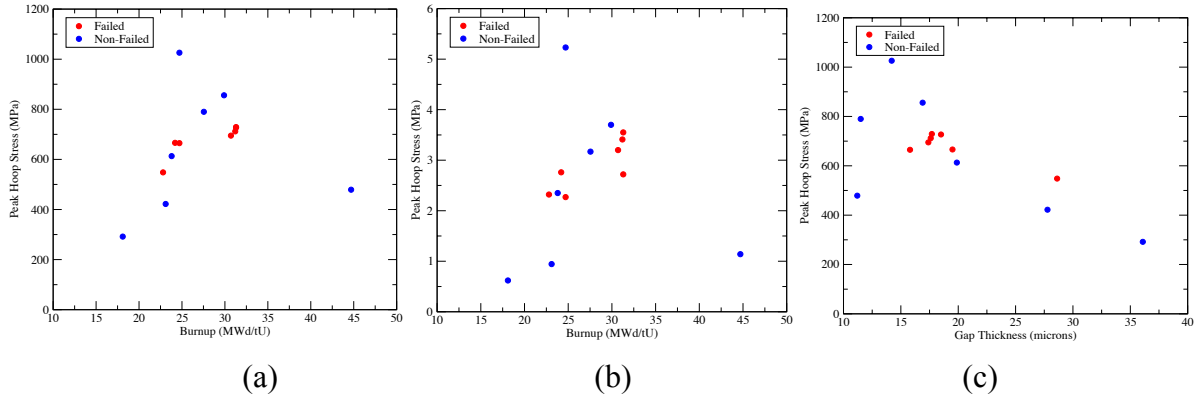 Failed
Non-Failed
1200
1000
800
600
400
200
0
Peak Hoop Stress (MPa)
10 15 20 25 30 35 40 45 50
Burnup (MWd/tU)
(a)
Failed
Non-Failed
6
5
4
3
2
1
0
Peak Hoop Stress (MPa)
10 15 20 25 30 35 40 45 50
Burnup (MWd/tU)
(b)
Failed
Non-Failed
1200
1000
800
600
400
200
0
Peak Hoop Stress (MPa)
10 15 20 25 30 35 40
Gap Thickness (microns)
(c)